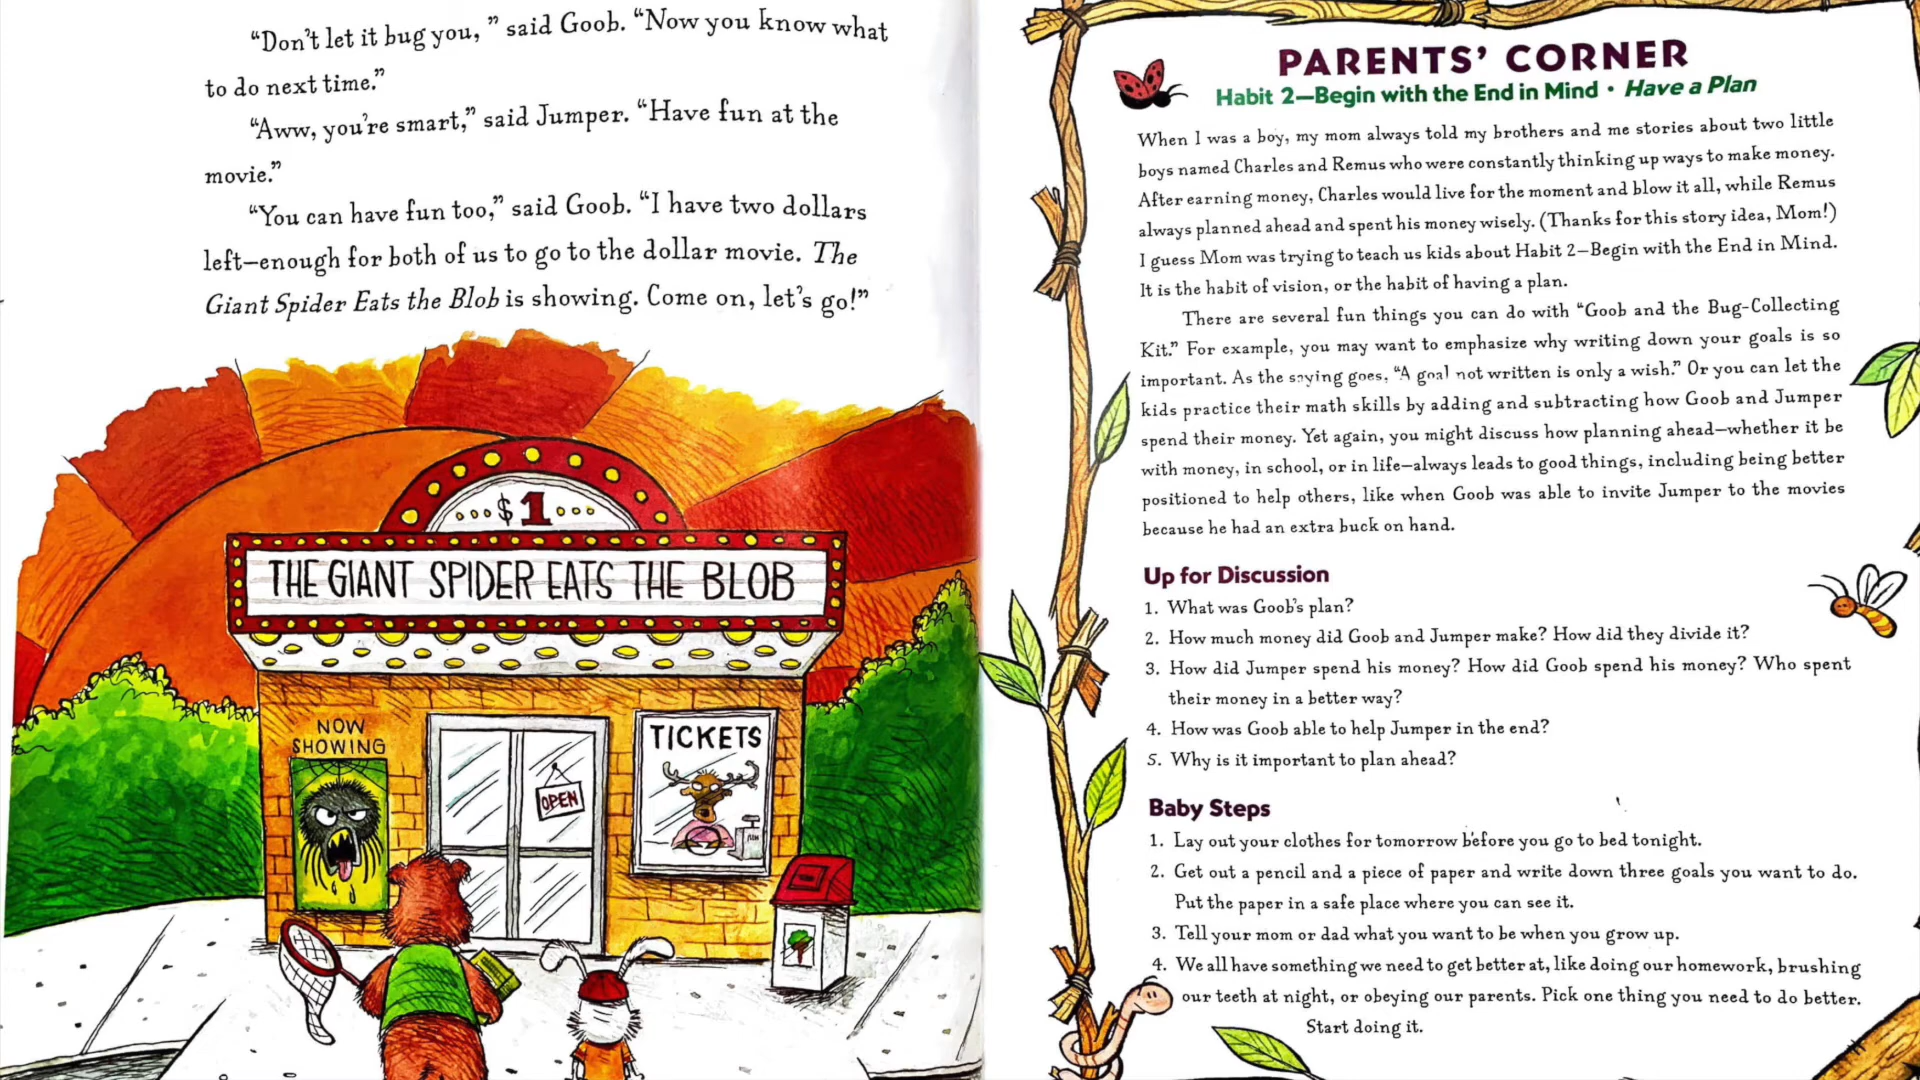 “Don’t let it bug you, ” said Goob. “Now you know what
to do next time.”
“Aww, you’re smart,” said Jumper. “Have fun at the
movie.”
“You can have fun too,” said Goob. “I have two dollars
left—enough for both of us to go to the dollar movie. The
Giant Spider Eats the Blob is showing. Come on, let’s go!”
$1
THE GIANT SPIDER EATS THE BLOB
NOW
SHOWING
OPEN
TICKETS
PARENTS’ CORNER
Habit 2—Begin with the End in Mind • Have a Plan
When I was a boy, my mom always told my brothers and me stories about two little
boys named Charles and Remus who were constantly thinking up ways to make money.
After earning money, Charles would live for the moment and blow it all, while Remus
always planned ahead and spent his money wisely. (Thanks for this story idea, Mom!)
I guess Mom was trying to teach us kids about Habit 2—Begin with the End in Mind.
It is the habit of vision, or the habit of having a plan.
There are several fun things you can do with “Goob and the Bug-Collecting
Kit.” For example, you may want to emphasize why writing down your goals is so
important. As the saying goes, “A goal not written is only a wish.” Or you can let the
kids practice their math skills by adding and subtracting how Goob and Jumper
spend their money. Yet again, you might discuss how planning ahead—whether it be
with money, in school, or in life—always leads to good things, including being better
positioned to help others, like when Goob was able to invite Jumper to the movies
because he had an extra buck on hand.
Up for Discussion
1. What was Goob’s plan?
2. How much money did Goob and Jumper make? How did they divide it?
3. How did Jumper spend his money? How did Goob spend his money? Who spent
their money in a better way?
4. How was Goob able to help Jumper in the end?
5. Why is it important to plan ahead?
Baby Steps
1. Lay out your clothes for tomorrow before you go to bed tonight.
2. Get out a pencil and a piece of paper and write down three goals you want to do.
Put the paper in a safe place where you can see it.
3. Tell your mom or dad what you want to be when you grow up.
4. We all have something we need to get better at, like doing our homework, brushing
our teeth at night, or obeying our parents. Pick one thing you need to do better.
Start doing it.